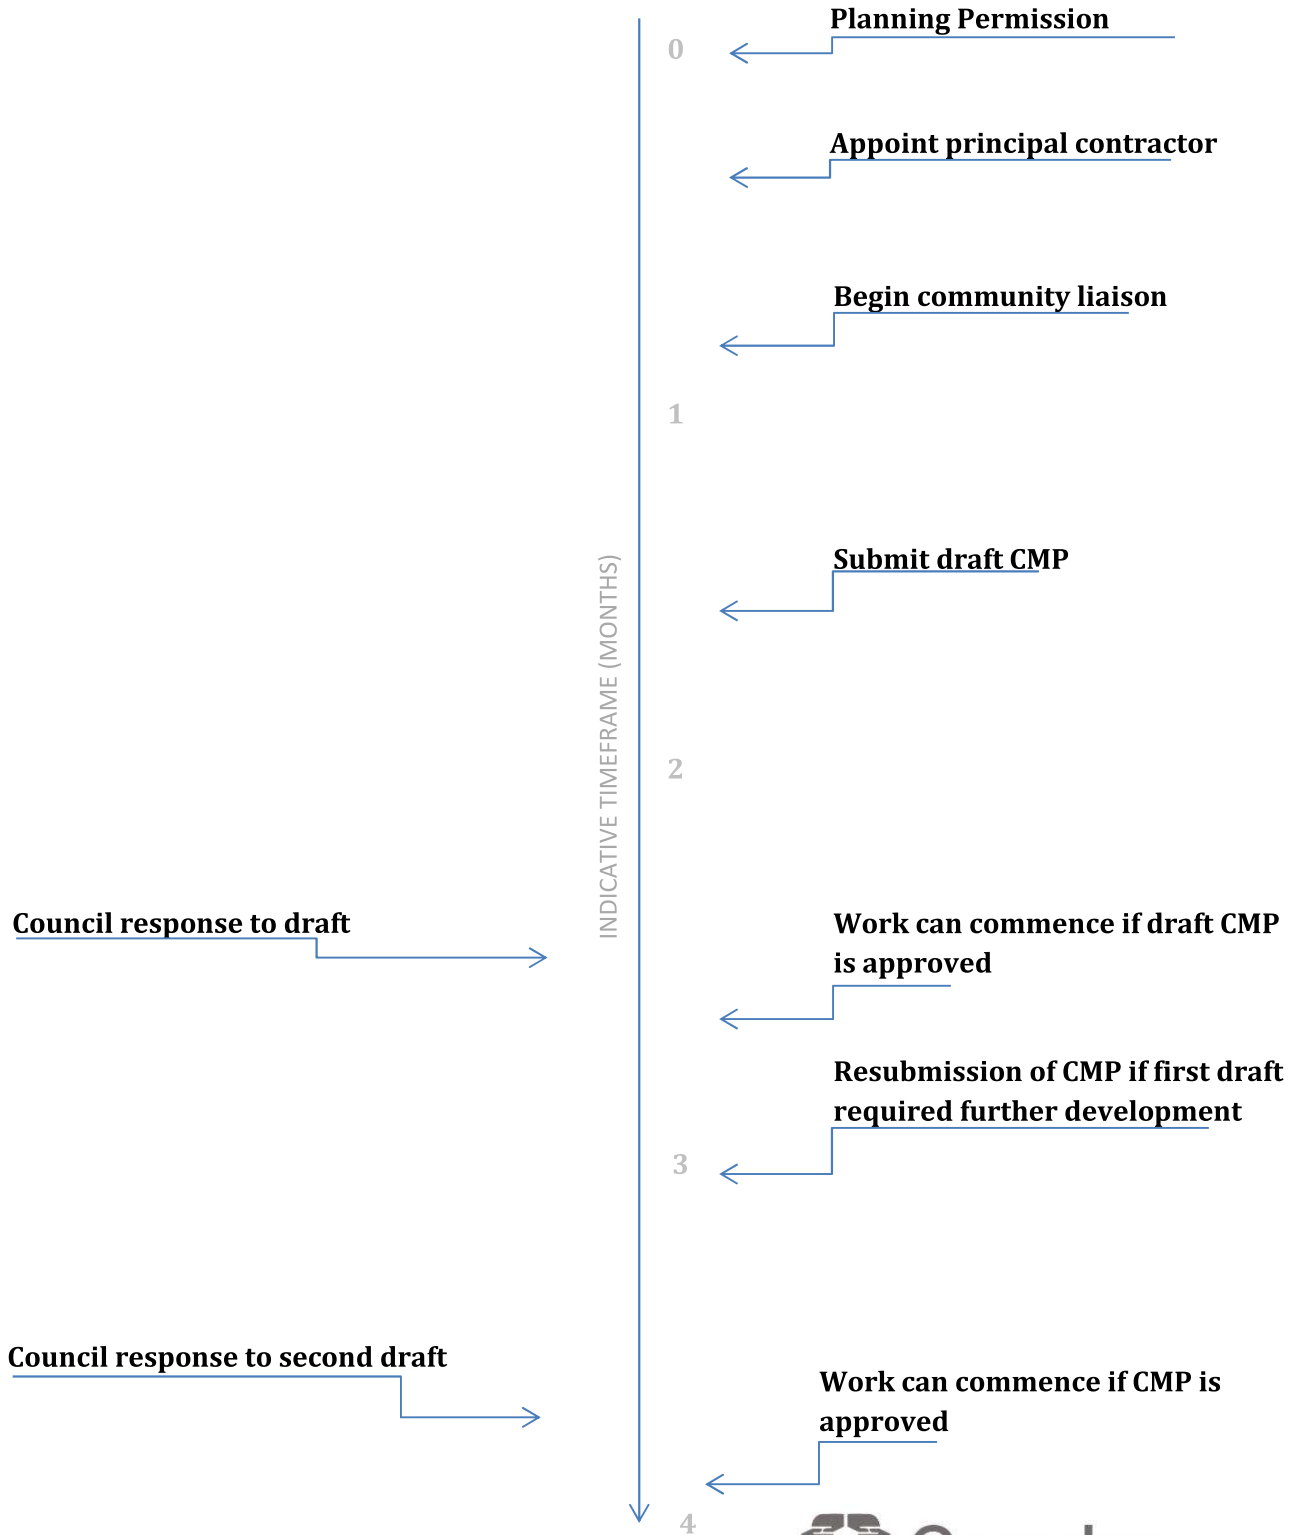 Planning Permission
0
Appoint principal contractor
Begin community liaison
1
Submit draft CMP
INDICATIVE TIMEFRAME (MONTHS)
2
Council response to draft
Work can commence if draft CMP
is approved
Resubmission of CMP if first draft
required further development
3
Council response to second draft
Work can commence if CMP is
approved
4